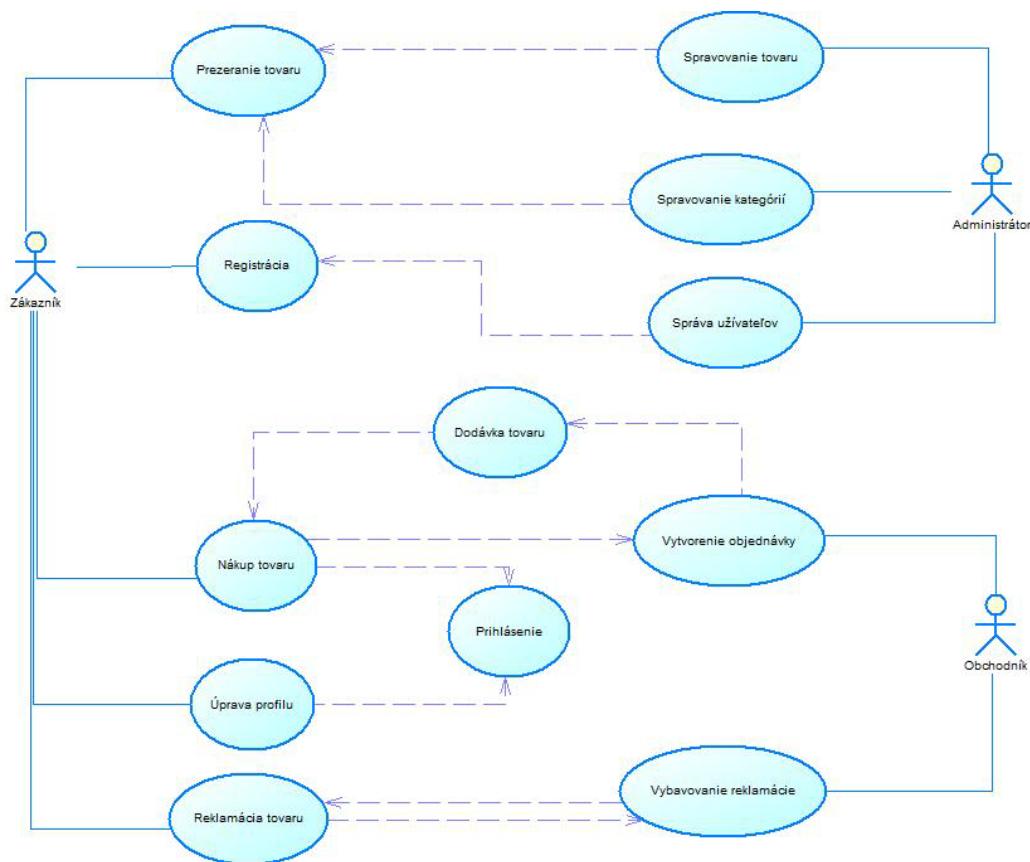 Prezeranie tovaru
Spravovanie tovaru
Spravovanie kategórií
Administrátor
Zákazník
Registrácia
Správa užívateľov
Dodávka tovaru
Nákup tovaru
Vytvorenie objednávky
Prihlásenie
Obchodník
Úprava profilu
Vybavovanie reklamácie
Reklamácia tovaru